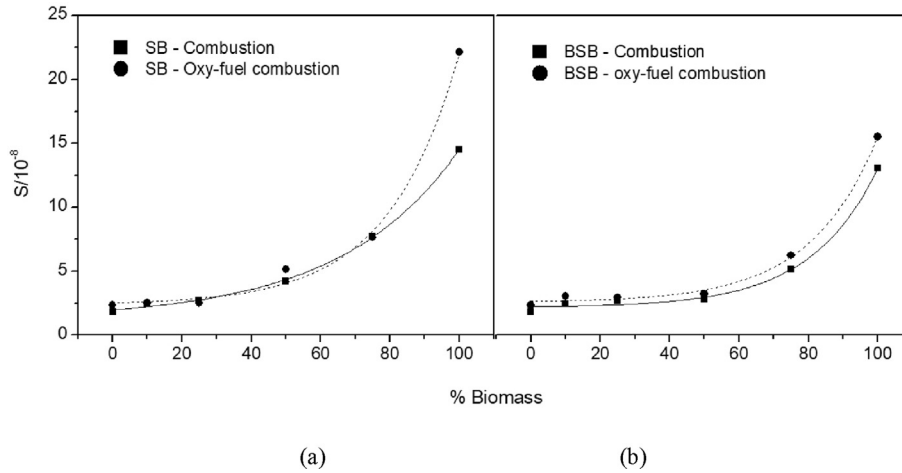 25
20
15
10
5
0
S/10⁻⁸
SB - Combustion
SB - Oxy-fuel combustion
BSB - Combustion
BSB - oxy-fuel combustion
0 20 40 60 80 100
0 20 40 60 80 100
% Biomass
(a)
(b)